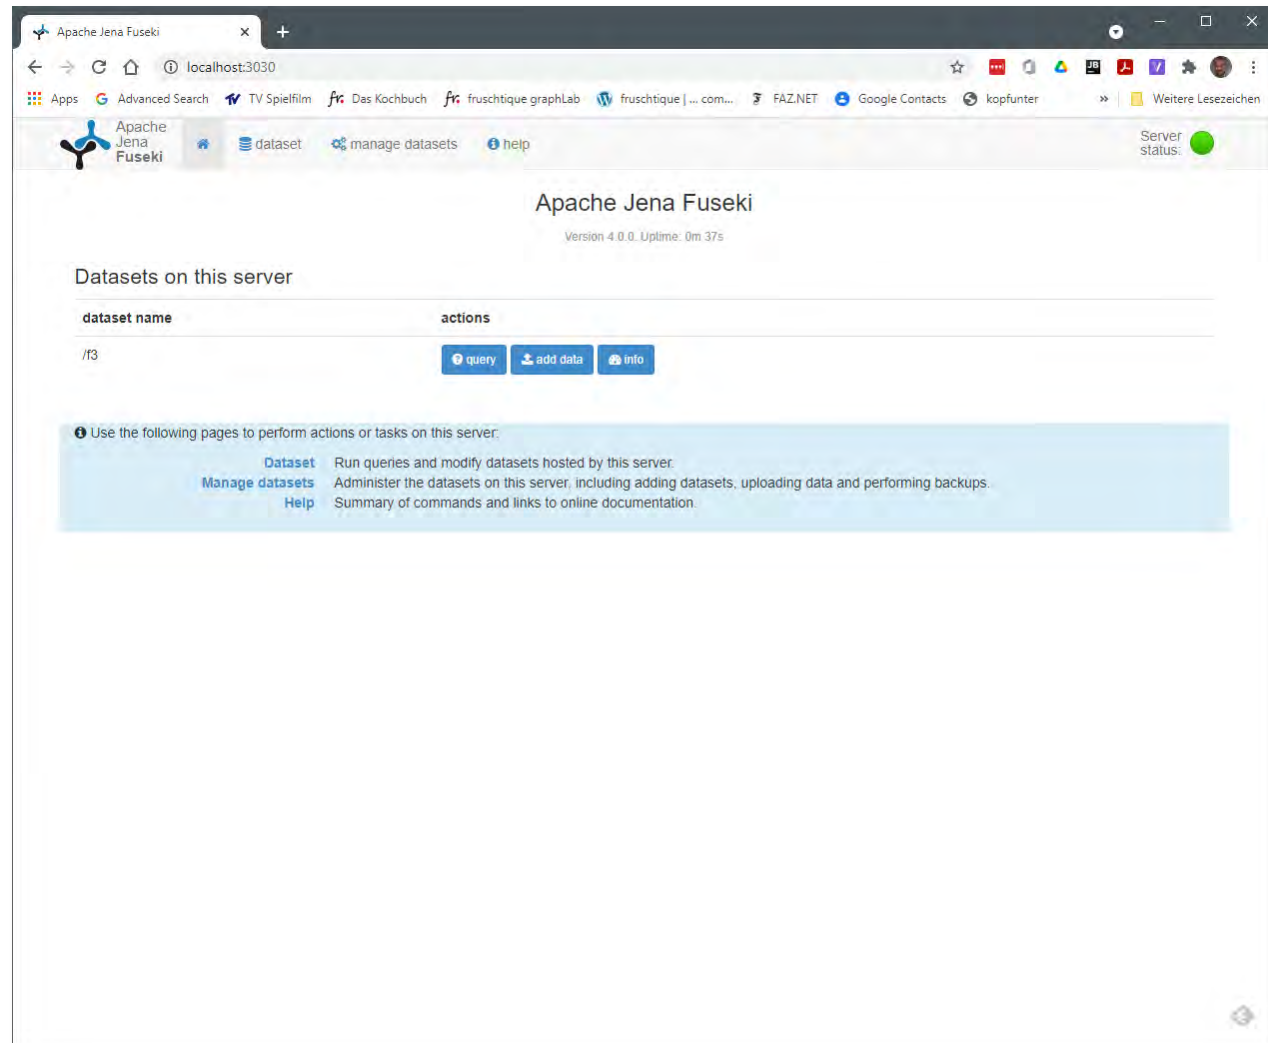 Apache Jena Fuseki
localhost:3030
Apps Advanced Search TV Spielfilm fr. Das Kochbuch fr. fruschtique graphLab fruschtique | ... com... FAZ.NET Google Contacts kopfunter » Weitere Lesezeichen
Apache
Jena
Fuseki
dataset manage datasets help
Server
status:
Apache Jena Fuseki
Version 4.0.0. Uptime: 0m 37s
Datasets on this server
dataset name actions
/f3 query add data info
Use the following pages to perform actions or tasks on this server:
Dataset Run queries and modify datasets hosted by this server.
Manage datasets Administer the datasets on this server, including adding datasets, uploading data and performing backups.
Help Summary of commands and links to online documentation.